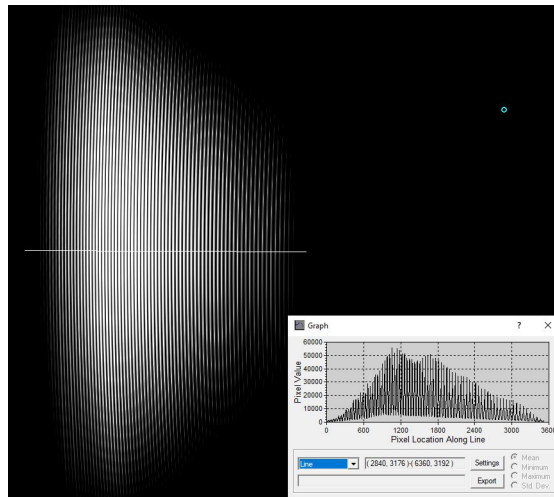 Graph ? ×
60000
50000
40000
30000
20000
10000
0
Pixel Value
0 600 1200 1800 2400 3000 3600
Pixel Location Along Line
Line ( 2840, 3176 )-( 6360, 3192 ) Settings
Export
Mean
Minimum
Maximum
Std. Dev.